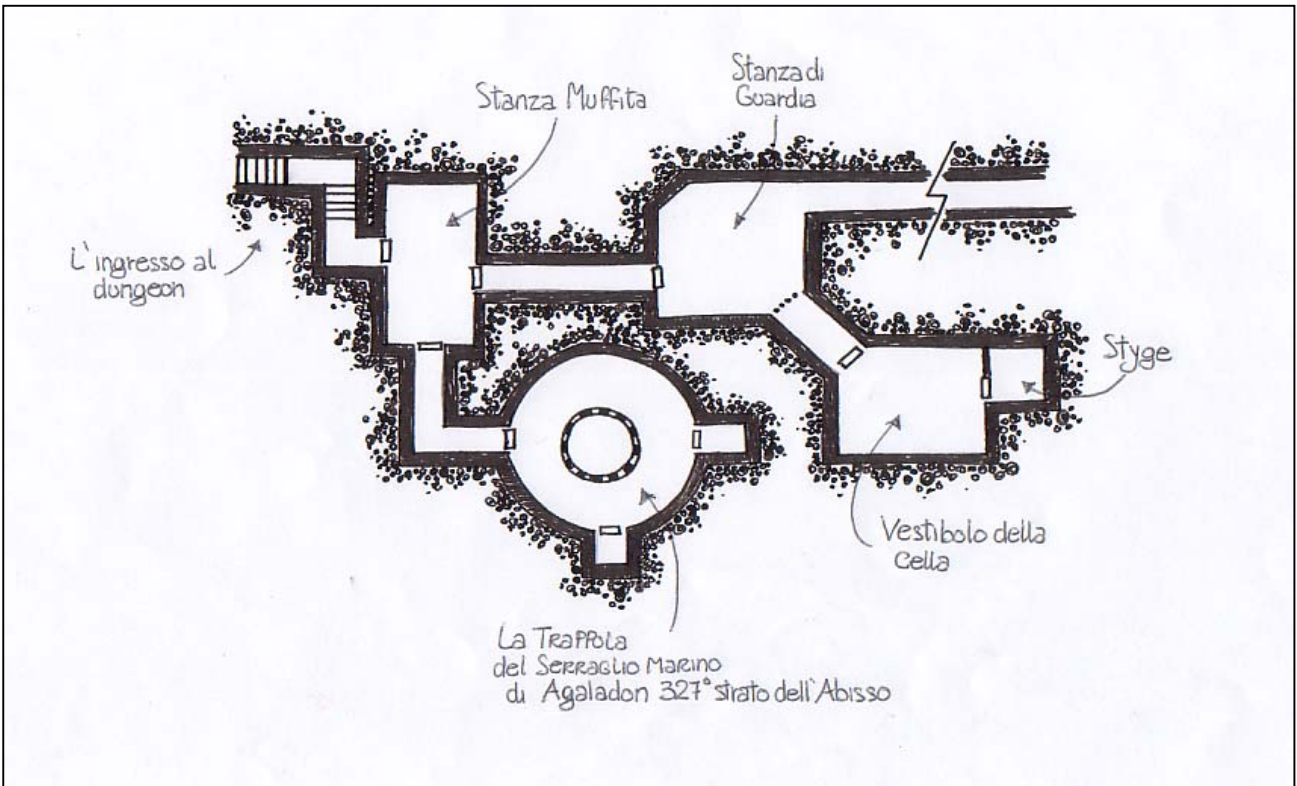 Stanza di
Guardia
Stanza Muffita
L'ingresso al
dungeon
Styge
Vestibolo della
Cella
La Trappola
del Serraglio Marino
di Agaladon 327° strato dell'Abisso